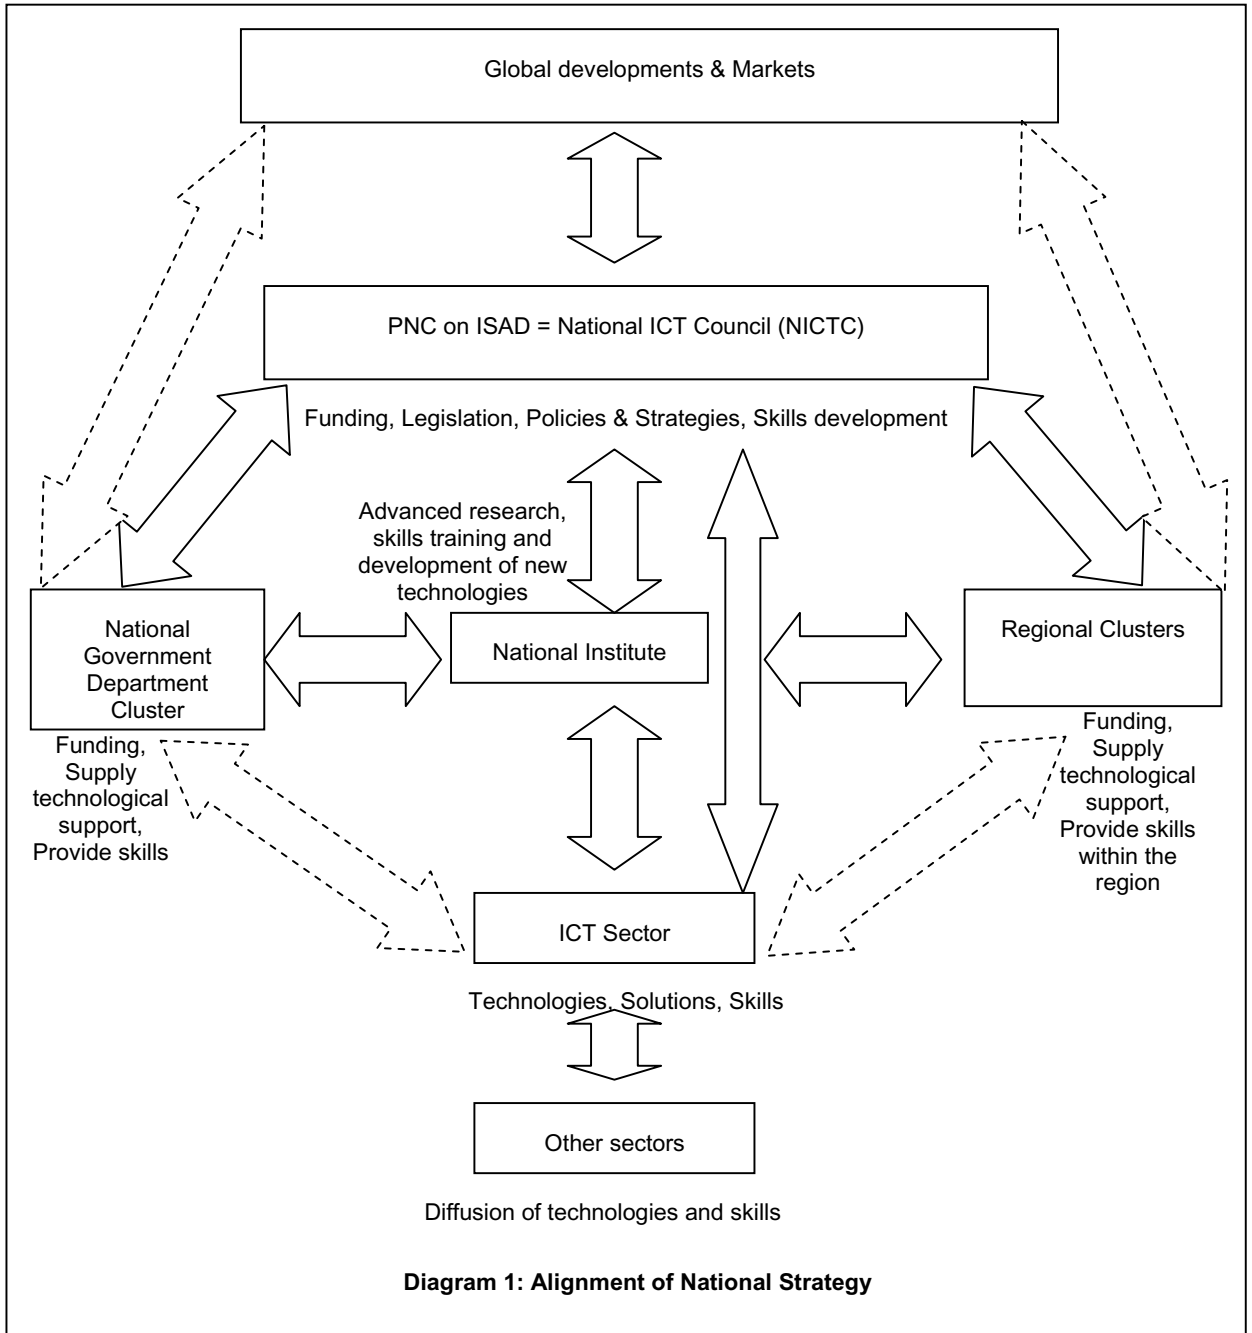 Global developments & Markets
PNC on ISAD = National ICT Council (NICTC)
Funding, Legislation, Policies & Strategies, Skills development
Advanced research,
skills training and
development of new
technologies
National
Government
Department
Cluster
National Institute
Regional Clusters
Funding,
Supply
technological
support,
Provide skills
Funding,
Supply
technological
support,
Provide skills
within the
region
ICT Sector
Technologies, Solutions, Skills
Other sectors
Diffusion of technologies and skills
Diagram 1: Alignment of National Strategy